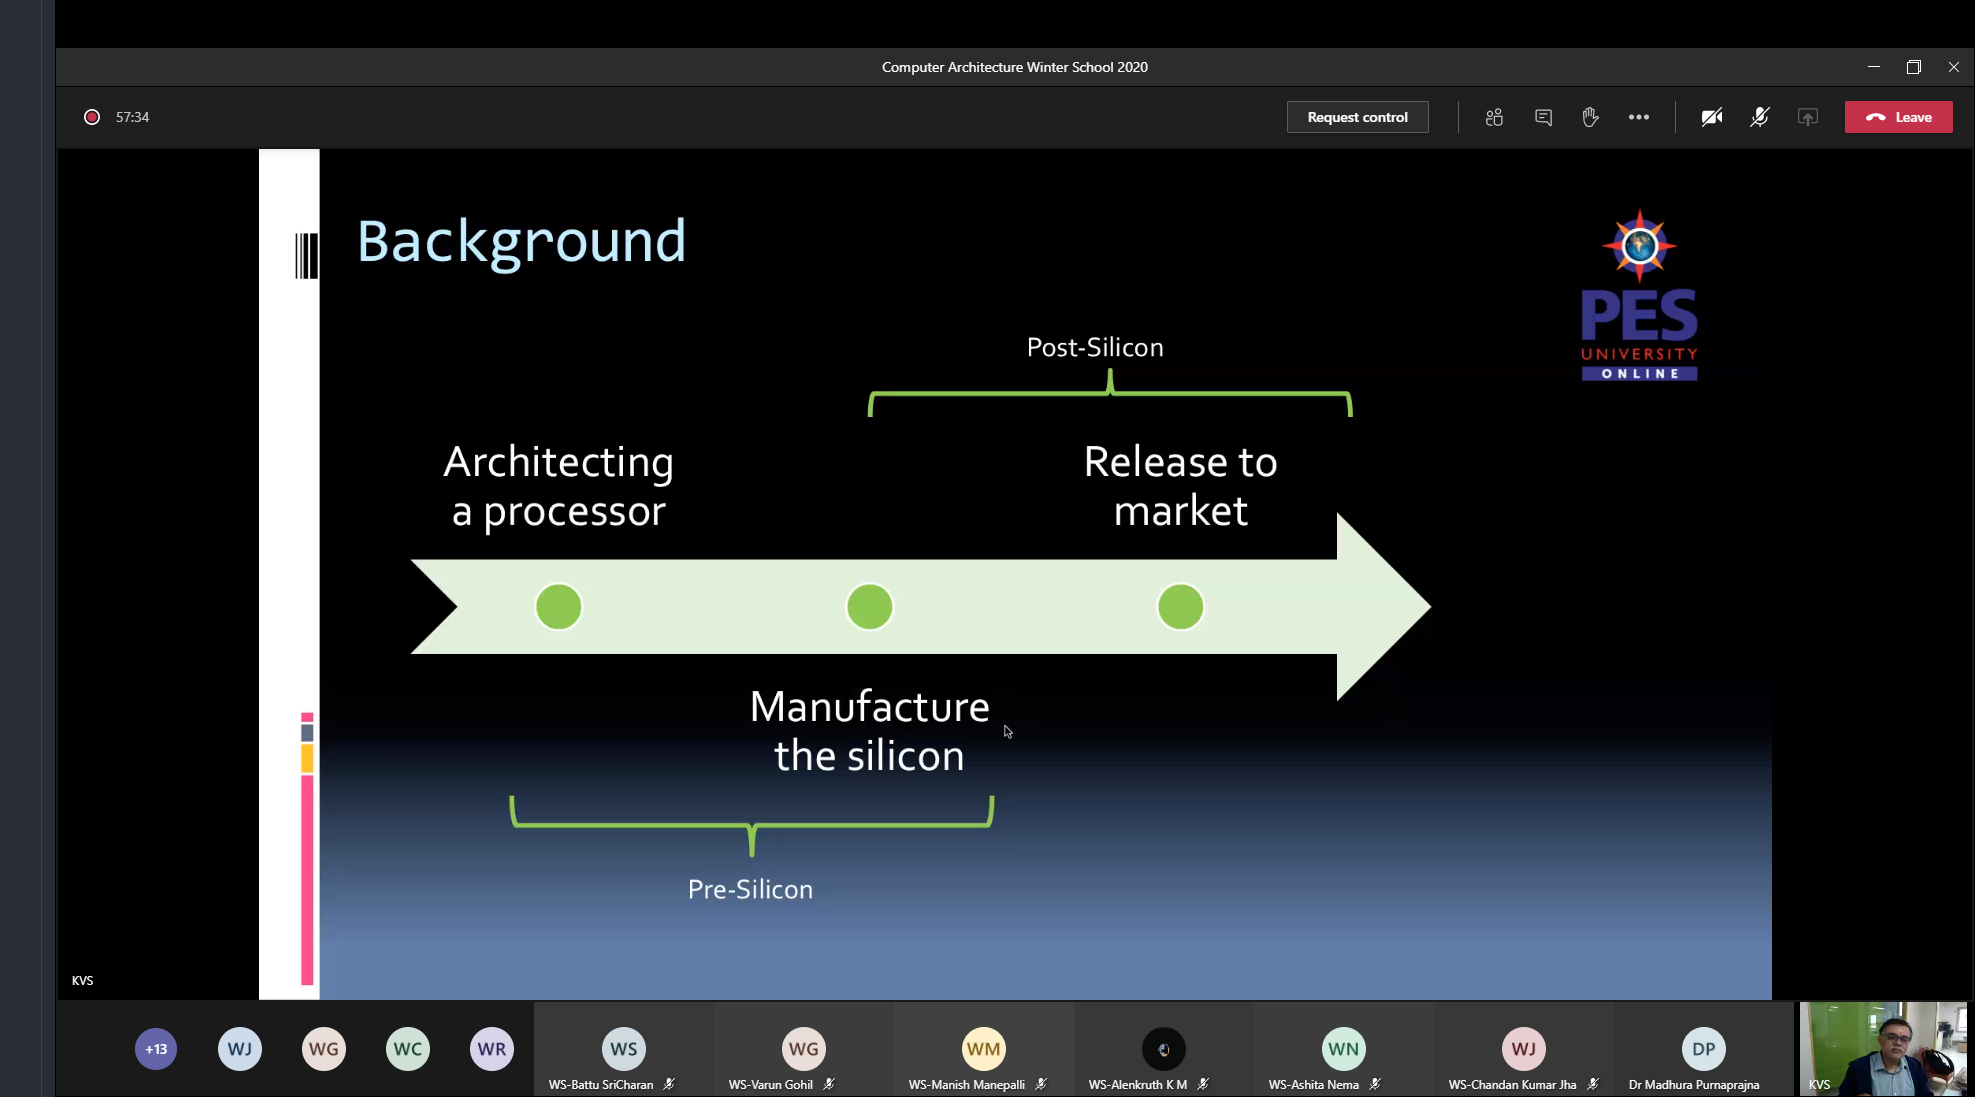 Computer Architecture Winter School 2020
57:34
Request control
Leave
Background
PES
UNIVERSITY
ONLINE
Post-Silicon
Architecting
a processor
Release to
market
Manufacture
the silicon
Pre-Silicon
KVS
+13
WJ
WG
WC
WR
WS
WG
WM
WN
WJ
DP
WS-Battu SriCharan
WS-Varun Gohil
WS-Manish Manepalli
WS-Alenkruth K M
WS-Ashita Nema
WS-Chandan Kumar Jha
Dr Madhura Purnaprajna
KVS